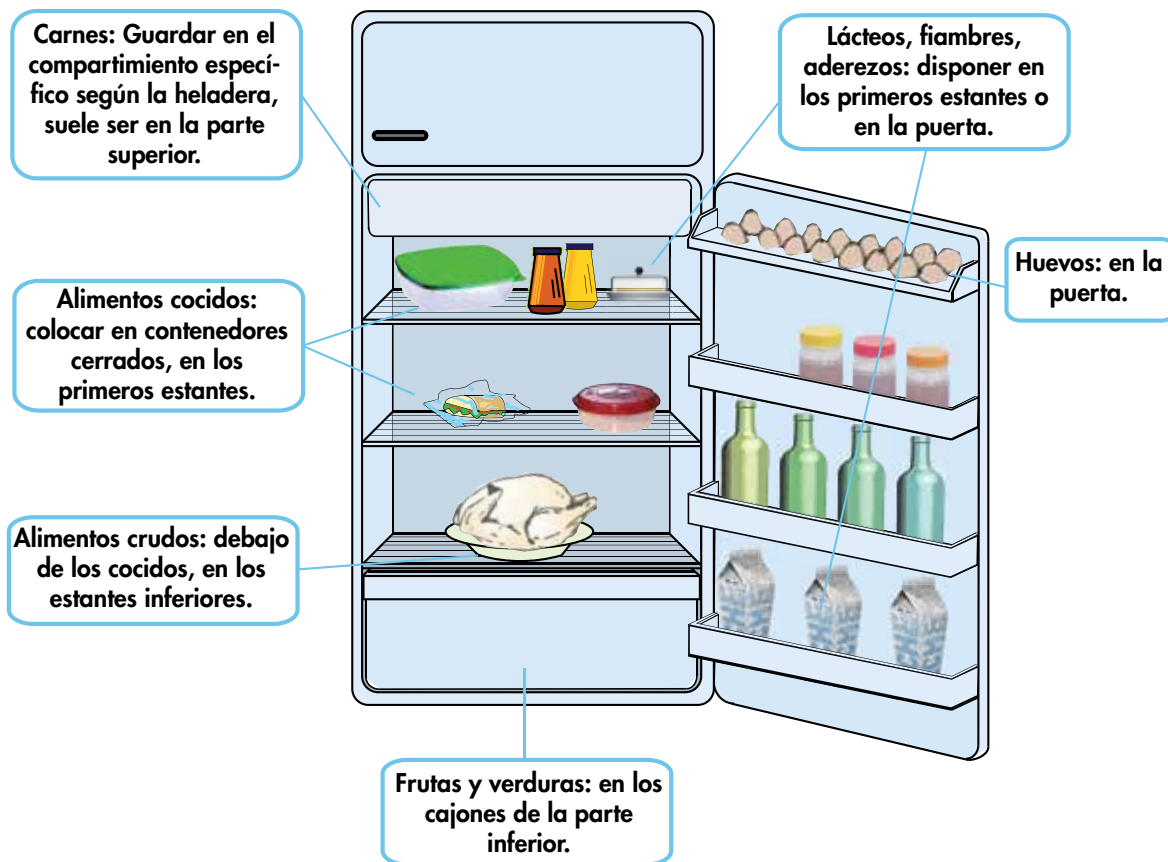 Carnes: Guardar en el
compartimiento especí-
fico según la heladera,
suele ser en la parte
superior.
Lácteos, fiambres,
aderezos: disponer en
los primeros estantes o
en la puerta.
Huevos: en la
puerta.
Alimentos cocidos:
colocar en contenedores
cerrados, en los
primeros estantes.
Alimentos crudos: debajo
de los cocidos, en los
estantes inferiores.
Frutas y verduras: en los
cajones de la parte
inferior.